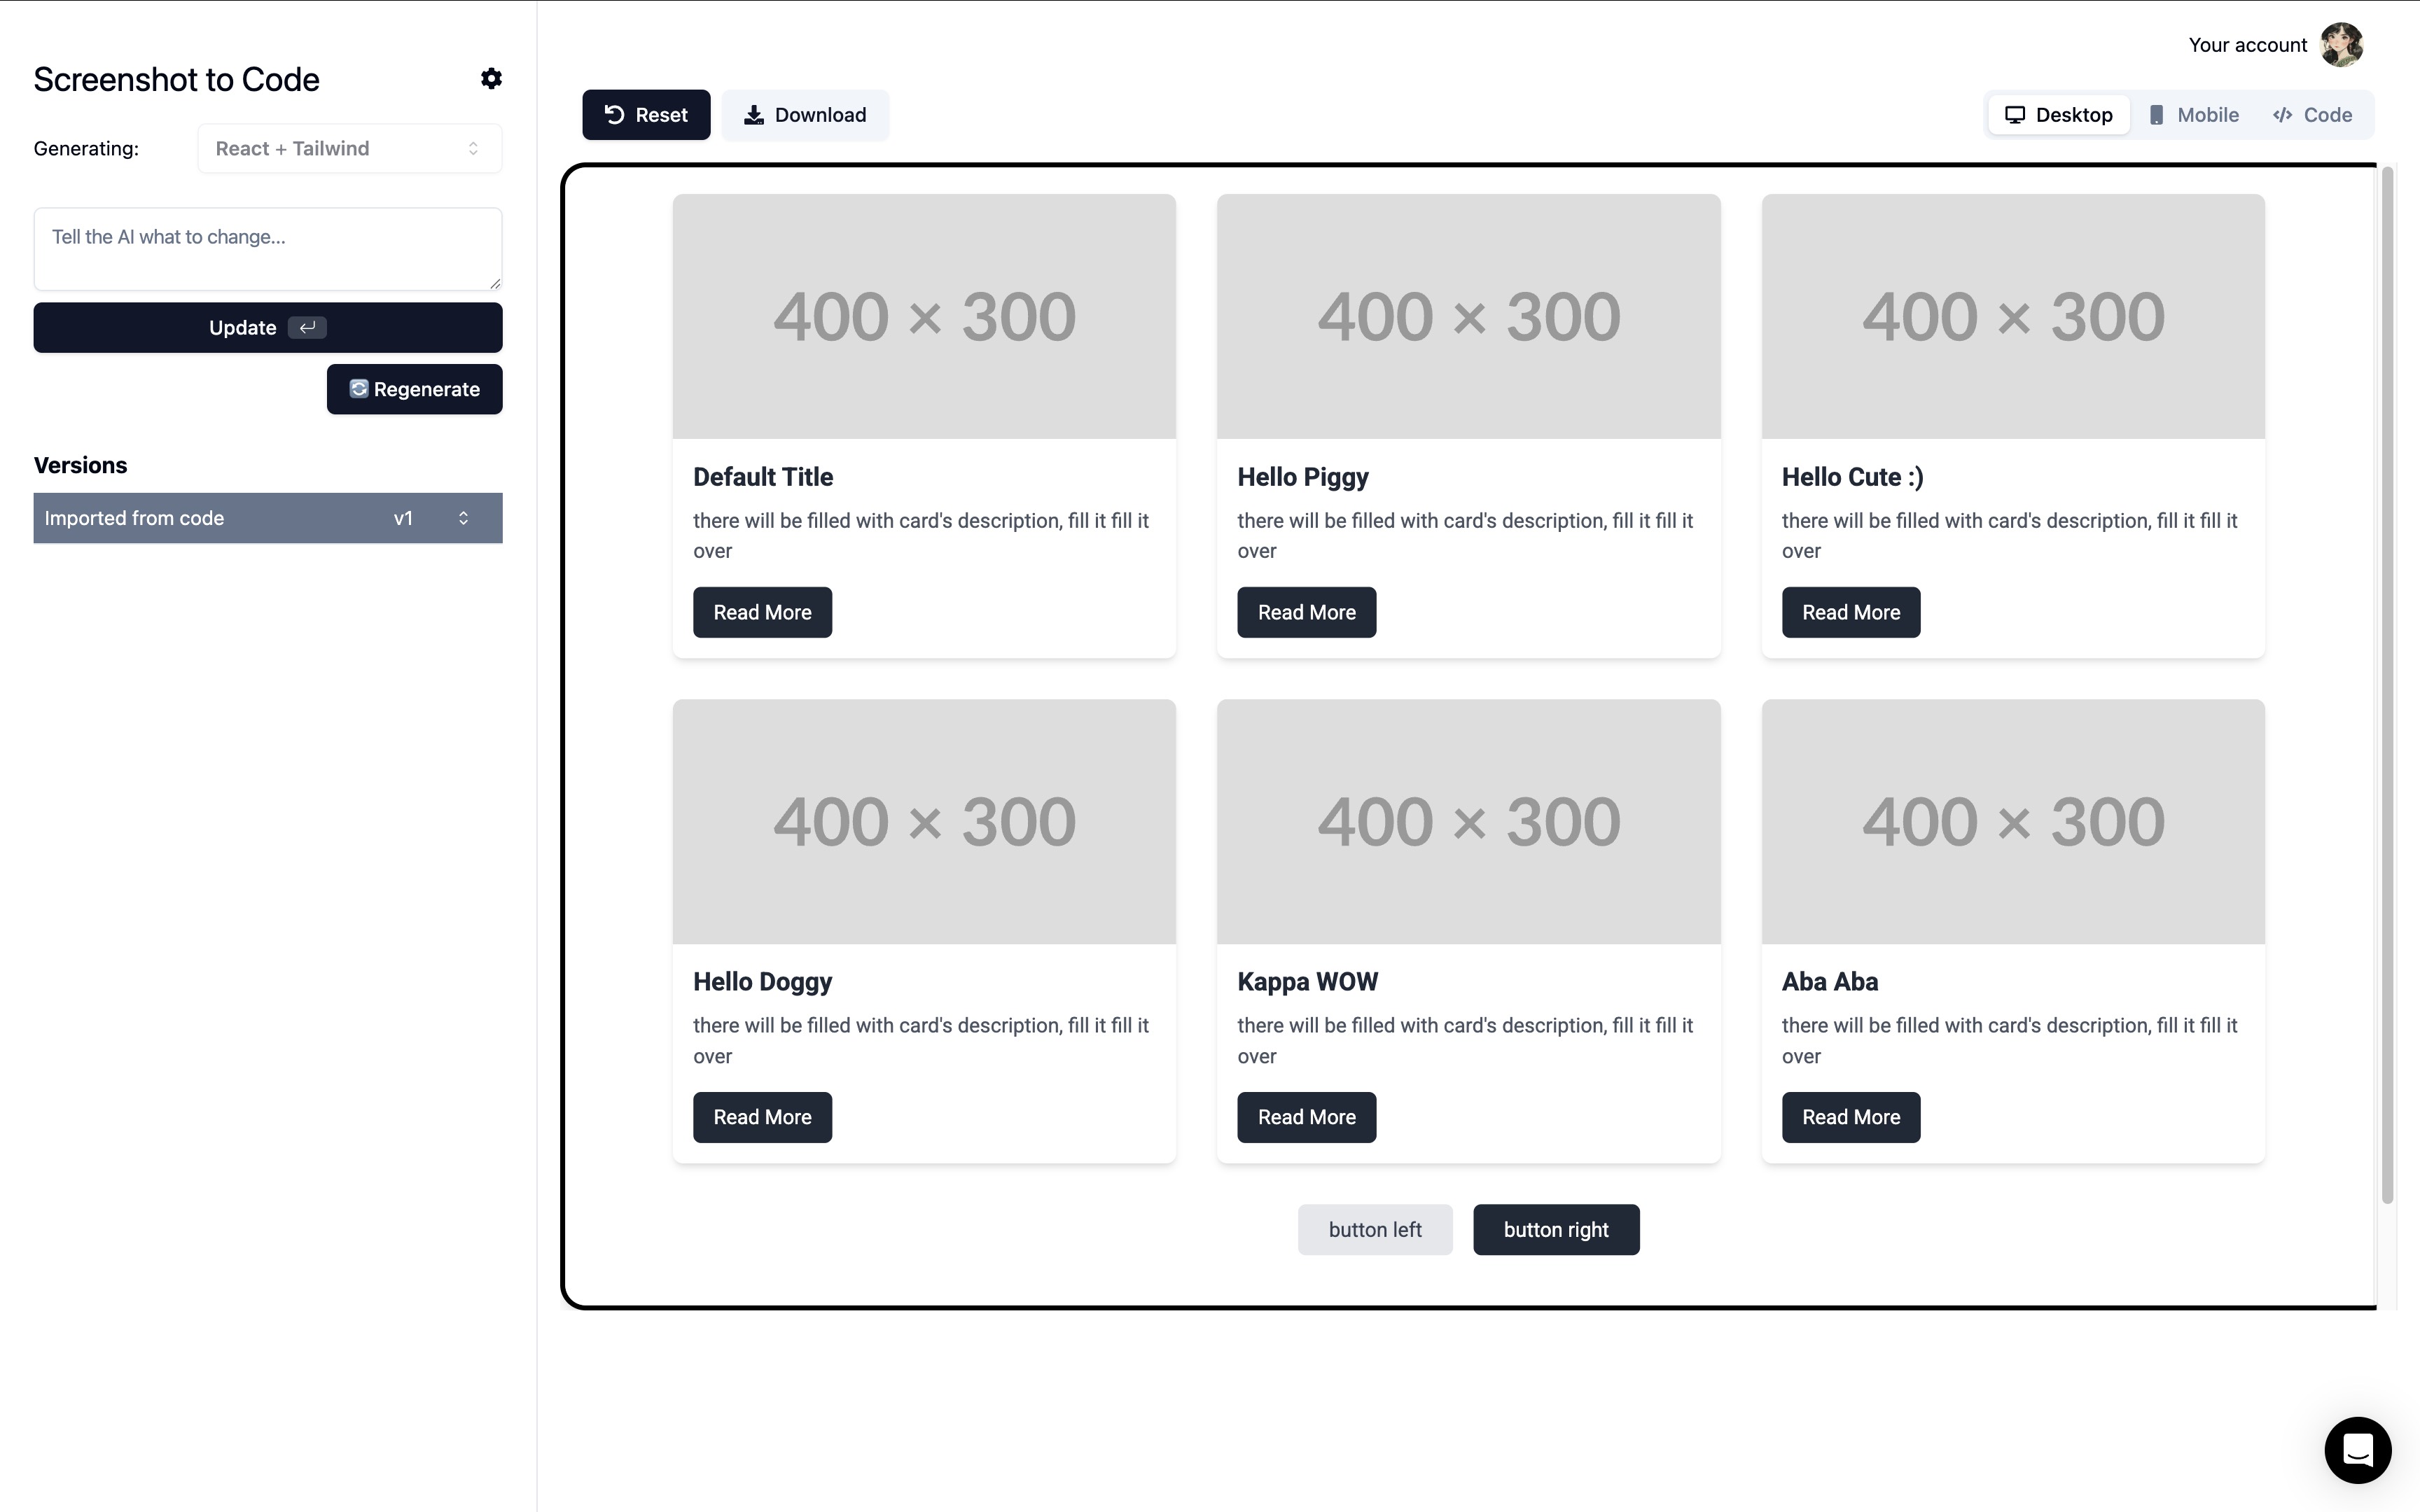 Your account
Screenshot to Code
Generating: React + Tailwind
Tell the AI what to change...
Update
Regenerate
Versions
Imported from code v1
Reset Download
Desktop Mobile Code
400 × 300
400 × 300
400 × 300
Default Title
there will be filled with card's description, fill it fill it
over
Read More
Hello Piggy
there will be filled with card's description, fill it fill it
over
Read More
Hello Cute :)
there will be filled with card's description, fill it fill it
over
Read More
400 × 300
400 × 300
400 × 300
Hello Doggy
there will be filled with card's description, fill it fill it
over
Read More
Kappa WOW
there will be filled with card's description, fill it fill it
over
Read More
Aba Aba
there will be filled with card's description, fill it fill it
over
Read More
button left button right